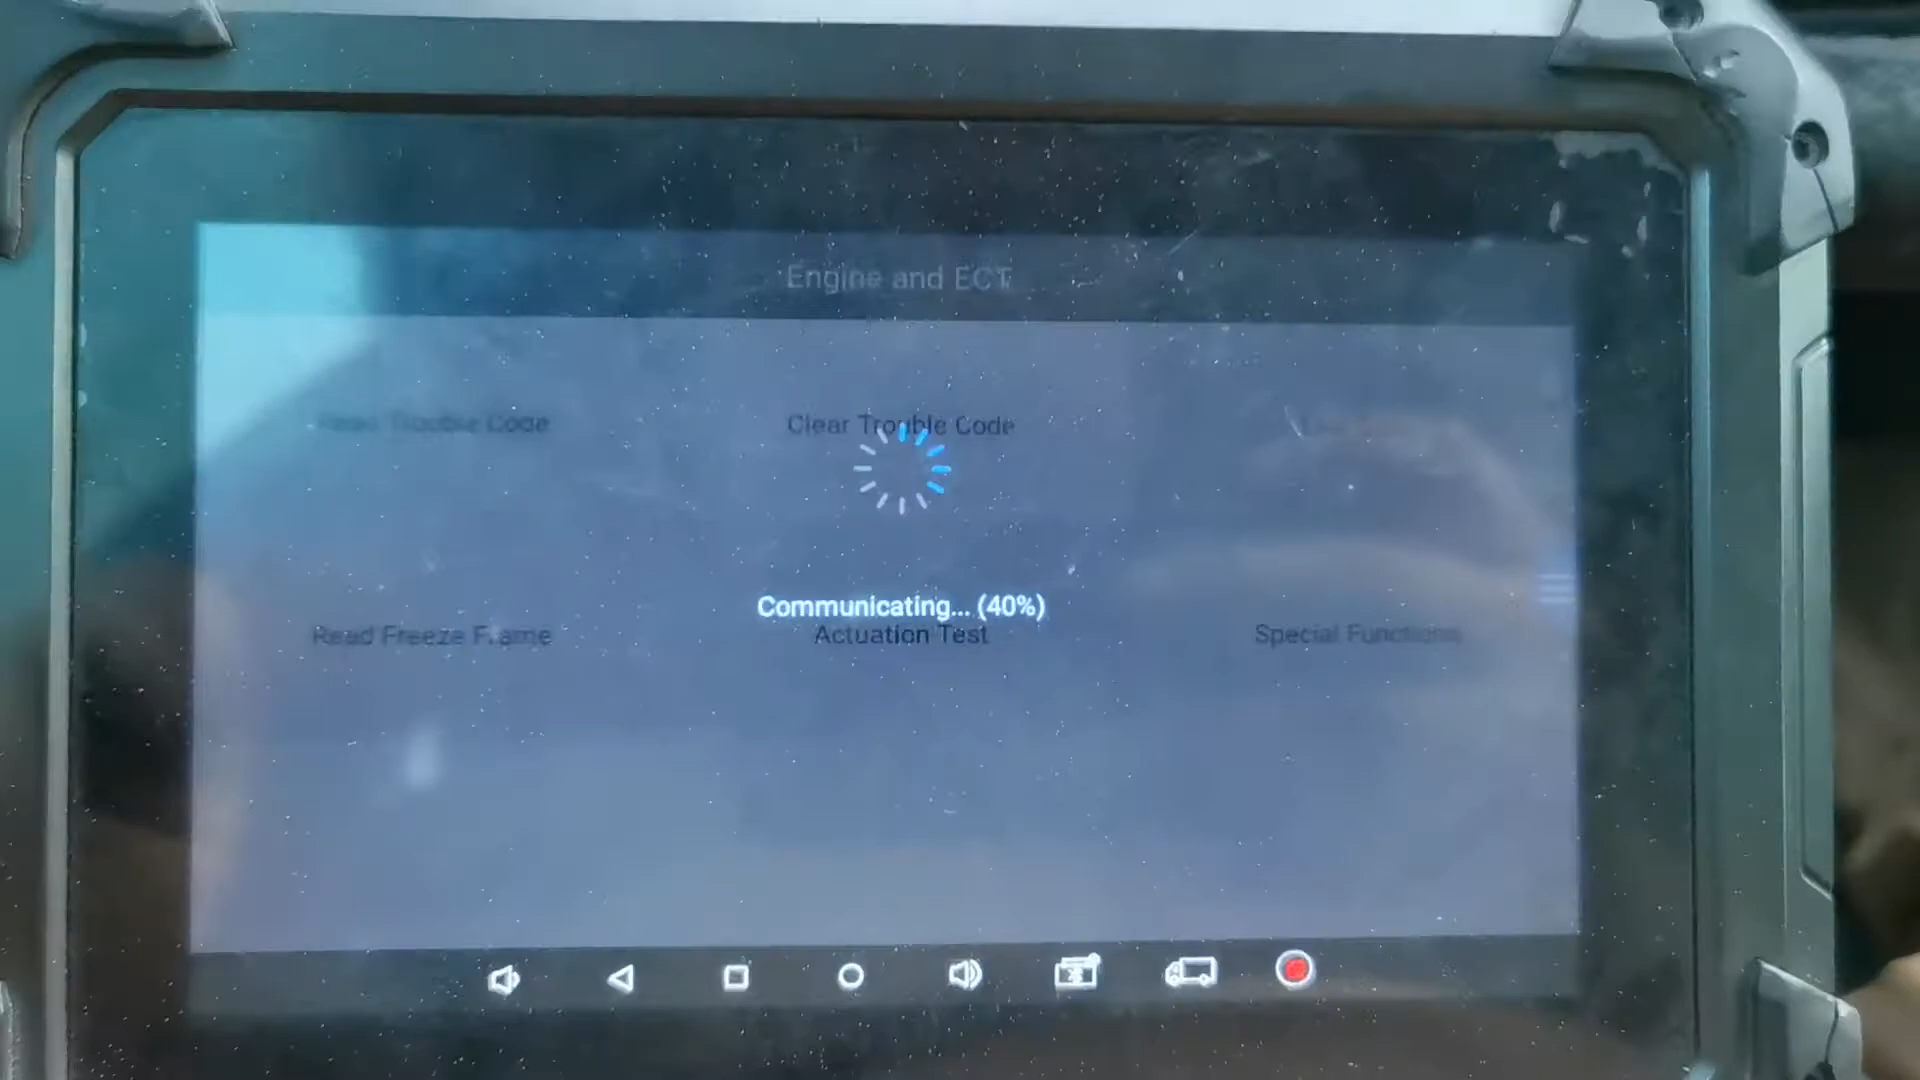 Engine and ECT
Read Trouble Code
Clear Trouble Code
Communicating... (40%)
Read Freeze Frame
Actuation Test
Special Functions